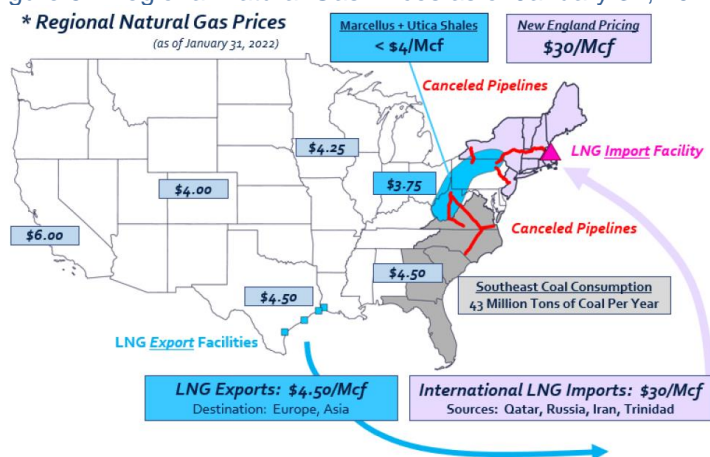 * Regional Natural Gas Prices
(as of January 31, 2022)
Marcellus + Utica Shales
< $4/Mcf
New England Pricing
$30/Mcf
Canceled Pipelines
$4.25
LNG Import Facility
$4.00
$3.75
Canceled Pipelines
$6.00
$4.50
$4.50
Southeast Coal Consumption
43 Million Tons of Coal Per Year
LNG Export Facilities
LNG Exports: $4.50/Mcf
Destination: Europe, Asia
International LNG Imports: $30/Mcf
Sources: Qatar, Russia, Iran, Trinidad